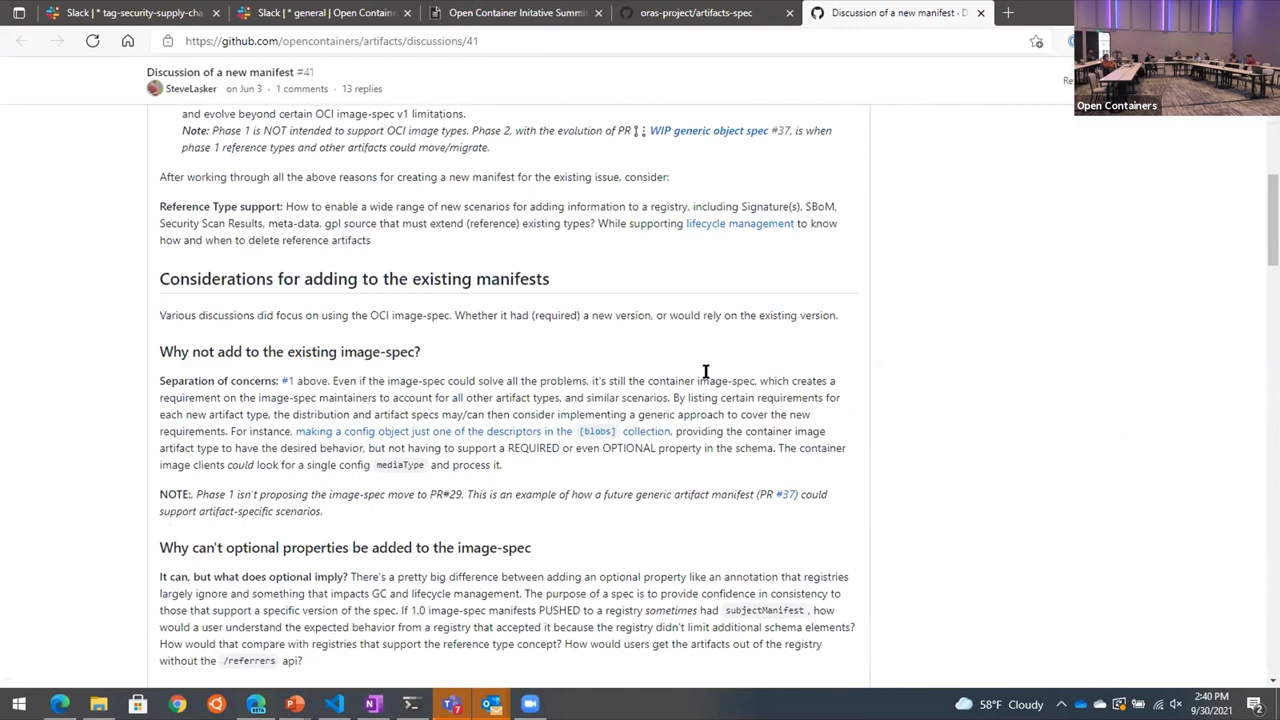 Slack | * tag-security-supply-cha
Slack | * general | Open Containe
Open Container Initative Summi
oras-project/artifacts-spec
Discussion of a new manifest - D
https://github.com/opencontainers/artifacts/discussions/41
Open Containers
Discussion of a new manifest #41
SteveLasker on Jun 3 · 1 comments · 13 replies
and evolve beyond certain OCI image-spec v1 limitations.
Note: Phase 1 is NOT intended to support OCI image types. Phase 2, with the evolution of PR WIP generic object spec #37, is when
phase 1 reference types and other artifacts could move/migrate.
After working through all the above reasons for creating a new manifest for the existing issue, consider:
Reference Type support: How to enable a wide range of new scenarios for adding information to a registry, including Signature(s), SBoM,
Security Scan Results, meta-data, gpl source that must extend (reference) existing types? While supporting lifecycle management to know
how and when to delete reference artifacts
Considerations for adding to the existing manifests
Various discussions did focus on using the OCI image-spec. Whether it had (required) a new version, or would rely on the existing version.
Why not add to the existing image-spec?
Separation of concerns: #1 above. Even if the image-spec could solve all the problems, it's still the container image-spec, which creates a
requirement on the image-spec maintainers to account for all other artifact types, and similar scenarios. By listing certain requirements for
each new artifact type, the distribution and artifact specs may/can then consider implementing a generic approach to cover the new
requirements. For instance, making a config object just one of the descriptors in the [blobs] collection, providing the container image
artifact type to have the desired behavior, but not having to support a REQUIRED or even OPTIONAL property in the schema. The container
image clients could look for a single config mediaType and process it.
NOTE:, Phase 1 isn't proposing the image-spec move to PR#29. This is an example of how a future generic artifact manifest (PR #37) could
support artifact-specific scenarios.
Why can't optional properties be added to the image-spec
It can, but what does optional imply? There's a pretty big difference between adding an optional property like an annotation that registries
largely ignore and something that impacts GC and lifecycle management. The purpose of a spec is to provide confidence in consistency to
those that support a specific version of the spec. If 1.0 image-spec manifests PUSHED to a registry sometimes had subjectManifest, how
would a user understand the expected behavior from a registry that accepted it because the registry didn't limit additional schema elements?
How would that compare with registries that support the reference type concept? How would users get the artifacts out of the registry
without the /referrers api?
58°F Cloudy
2:40 PM
9/30/2021